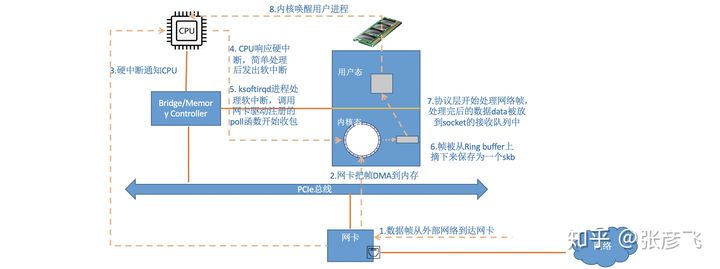 8.内核唤醒用户进程
CPU
3.硬中断通知CPU
4. CPU响应硬中
断，简单处理
后发出软中断
5. ksoftirqd进程处
理软中断，调用
网卡驱动注册的
poll函数开始收包
Bridge/Memor
y Controller
用户态
内核态
7.协议层开始处理网络帧，
处理完后的数据data被放
到socket的接收队列中
6.帧被从Ring buffer上
摘下来保存为一个skb
2.网卡把帧DMA到内存
PCIe总线
1.数据帧从外部网络到达网卡
网卡
网络
知乎 @张彦飞